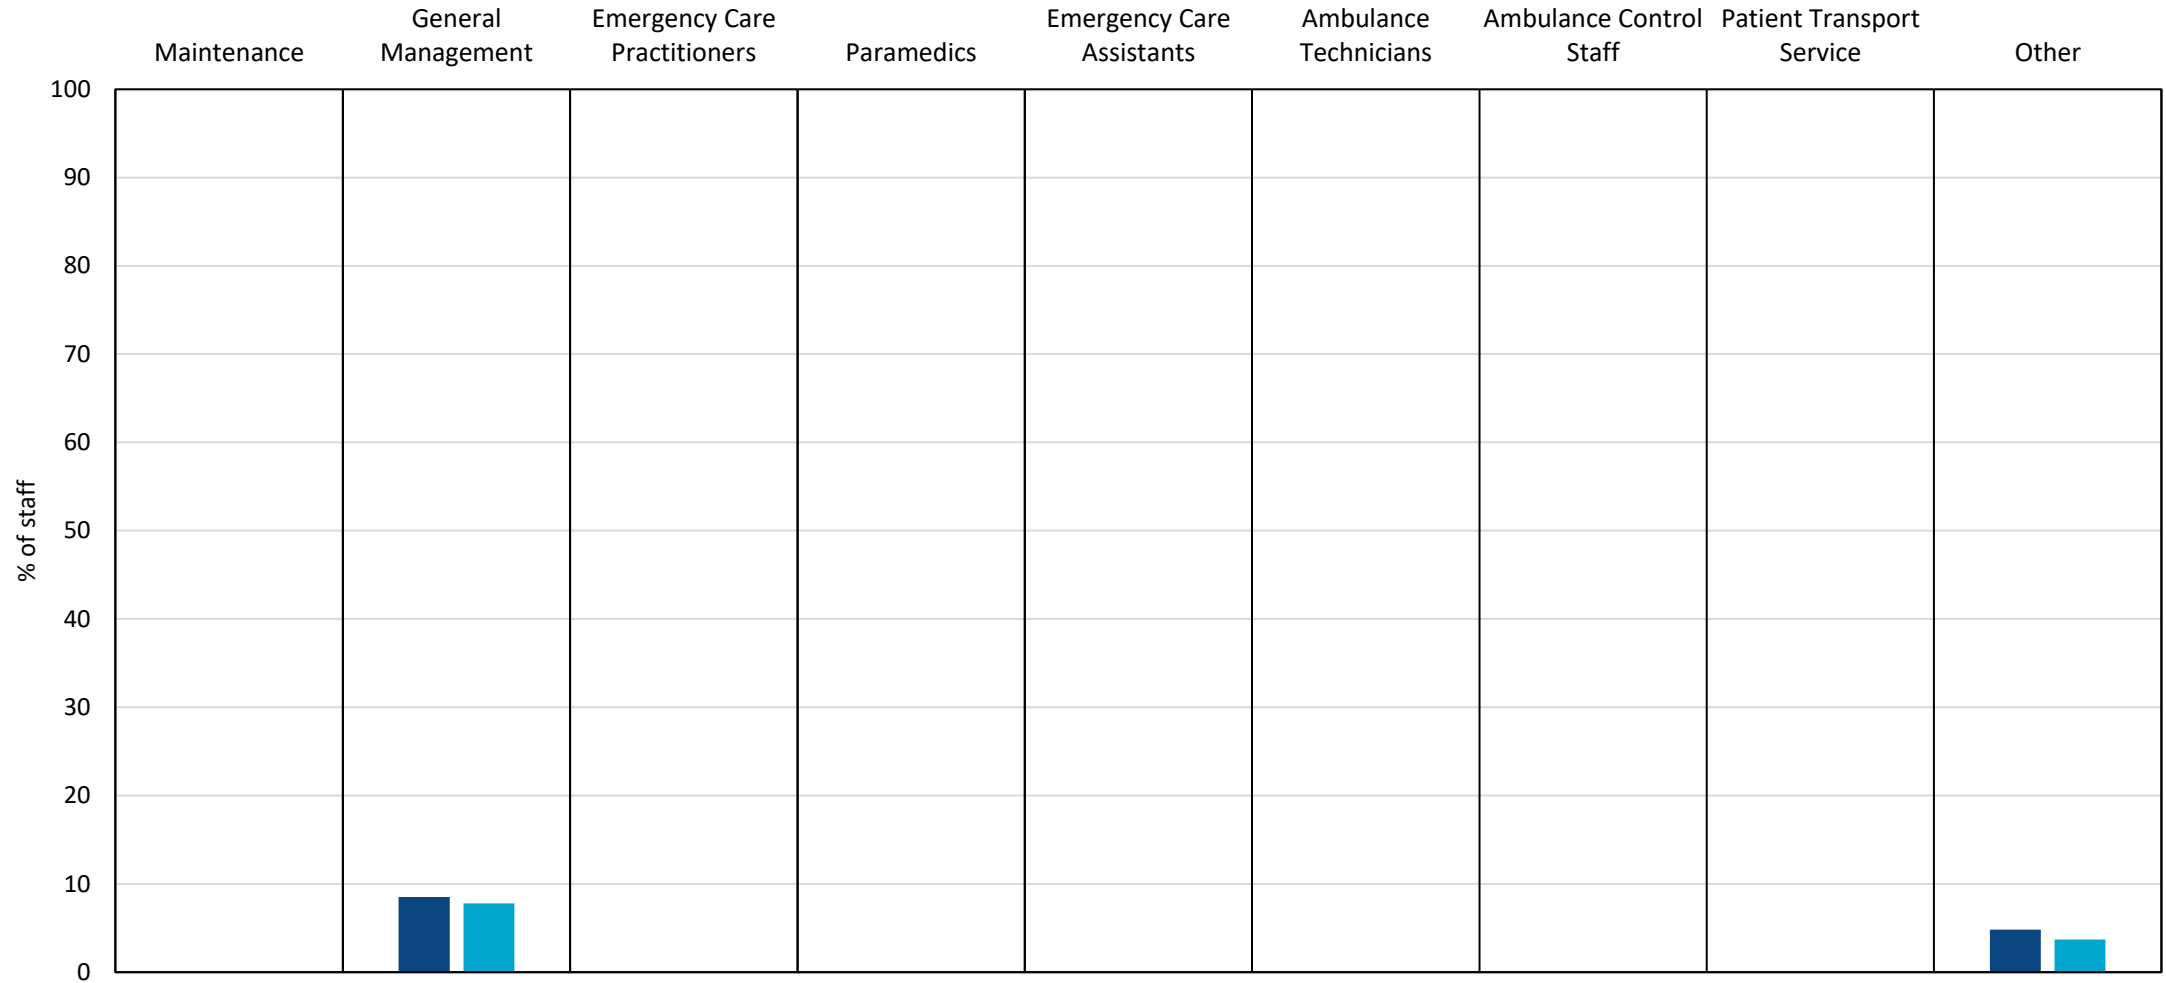 Maintenance
General
Management
Emergency Care
Practitioners
Paramedics
Emergency Care
Assistants
Ambulance
Technicians
Ambulance Control
Staff
Patient Transport
Service
Other
100
90
80
70
60
50
40
30
20
10
0
% of staff